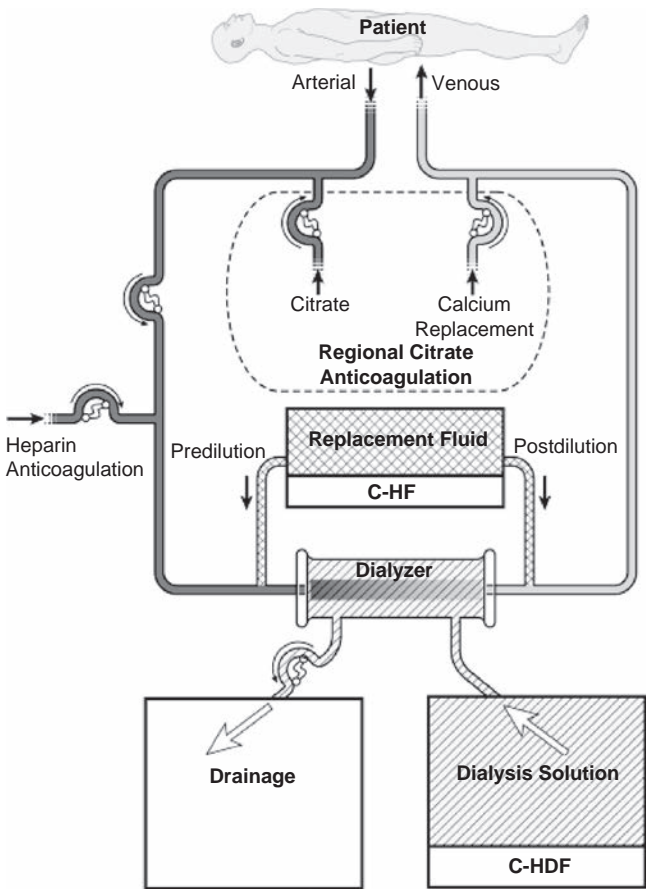 Patient
Arterial
Venous
Citrate
Calcium
Replacement
Regional Citrate
Anticoagulation
Heparin
Anticoagulation
Predilution
Replacement Fluid
Postdilution
C-HF
Dialyzer
Drainage
Dialysis Solution
C-HDF